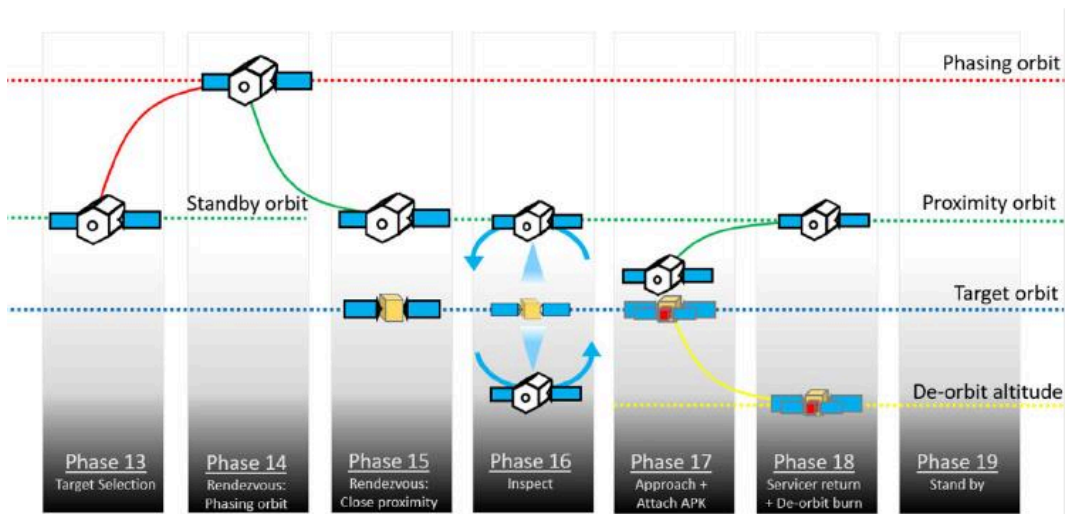 Phasing orbit
Standby orbit
Proximity orbit
Target orbit
De-orbit altitude
Phase 13
Target Selection
Phase 14
Rendezvous:
Phasing orbit
Phase 15
Rendezvous:
Close proximity
Phase 16
Inspect
Phase 17
Approach +
Attach APK
Phase 18
Servicer return
+ De-orbit burn
Phase 19
Stand by